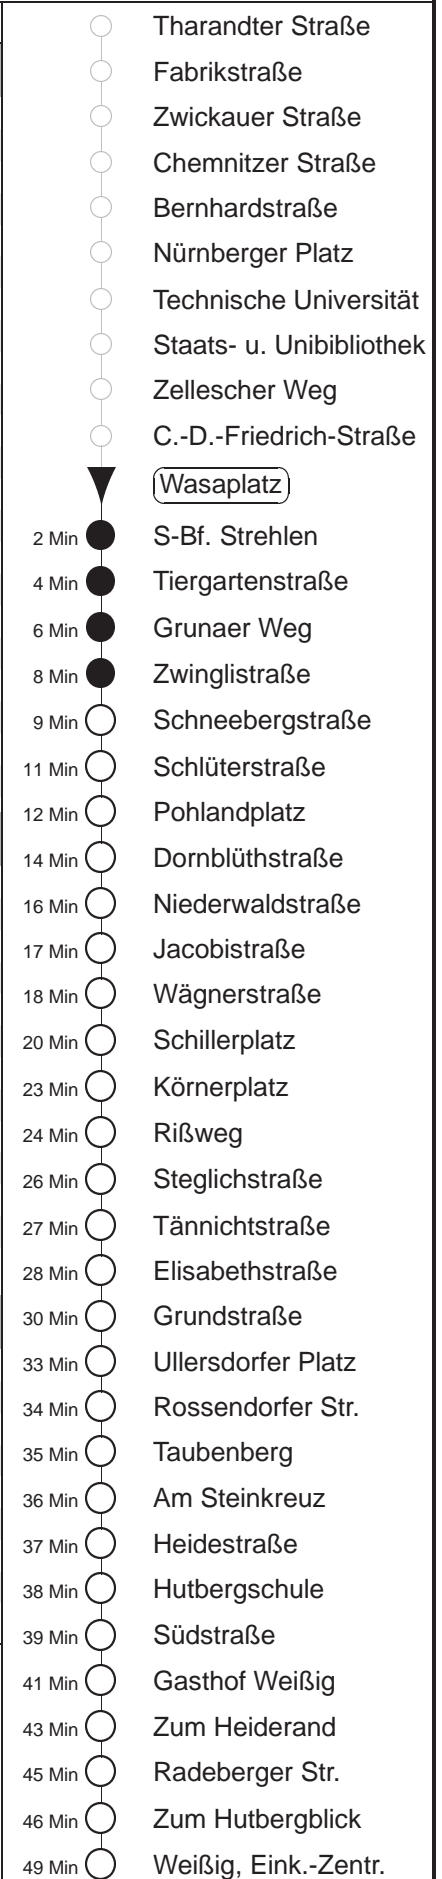 Tharandter Straße
Fabrikstraße
Zwickauer Straße
Chemnitzer Straße
Bernhardstraße
Nürnberger Platz
Technische Universität
Staats- u. Unibibliothek
Zellescher Weg
C.-D.-Friedrich-Straße
Wasaplatz
2 Min S-Bf. Strehlen
4 Min Tiergartenstraße
6 Min Grunaer Weg
8 Min Zwinglistraße
9 Min Schneebergstraße
11 Min Schlüterstraße
12 Min Pohlandplatz
14 Min Dornblüthstraße
16 Min Niederwaldstraße
17 Min Jacobistraße
18 Min Wägnerstraße
20 Min Schillerplatz
23 Min Körnerplatz
24 Min Rißweg
26 Min Steglichstraße
27 Min Tännichtstraße
28 Min Elisabethstraße
30 Min Grundstraße
33 Min Ullersdorfer Platz
34 Min Rossendorfer Str.
35 Min Taubenberg
36 Min Am Steinkreuz
37 Min Heidestraße
38 Min Hutbergschule
39 Min Südstraße
41 Min Gasthof Weißig
43 Min Zum Heiderand
45 Min Radeberger Str.
46 Min Zum Hutbergblick
49 Min Weißig, Eink.-Zentr.